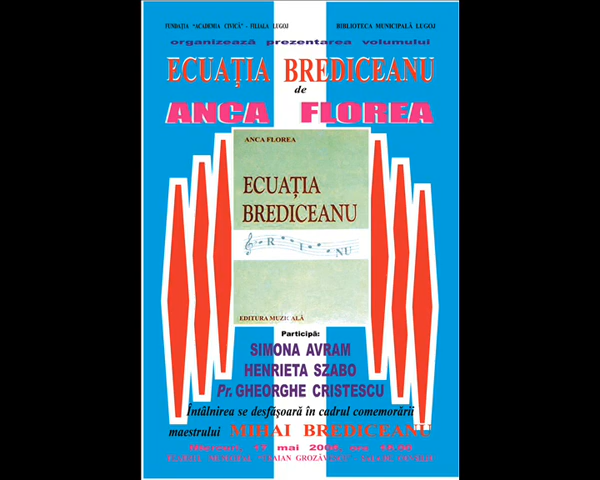 FUNDAȚIA "ACADEMIA CIVICĂ" - FILIALA LUGOJ
BIBLIOTECA MUNICIPALĂ LUGOJ
organizează prezentarea volumului
ECUAȚIA BREDICEANU
de
ANCA FLOREA
ANCA FLOREA
ECUAȚIA
BREDICEANU
R I NU
EDITURA MUZICALĂ
Participă:
SIMONA AVRAM
HENRIETA SZABO
Pr. GHEORGHE CRISTESCU
Întâlnirea se desfășoară în cadrul comemorării
maestrului MIHAI BREDICEANU
mai